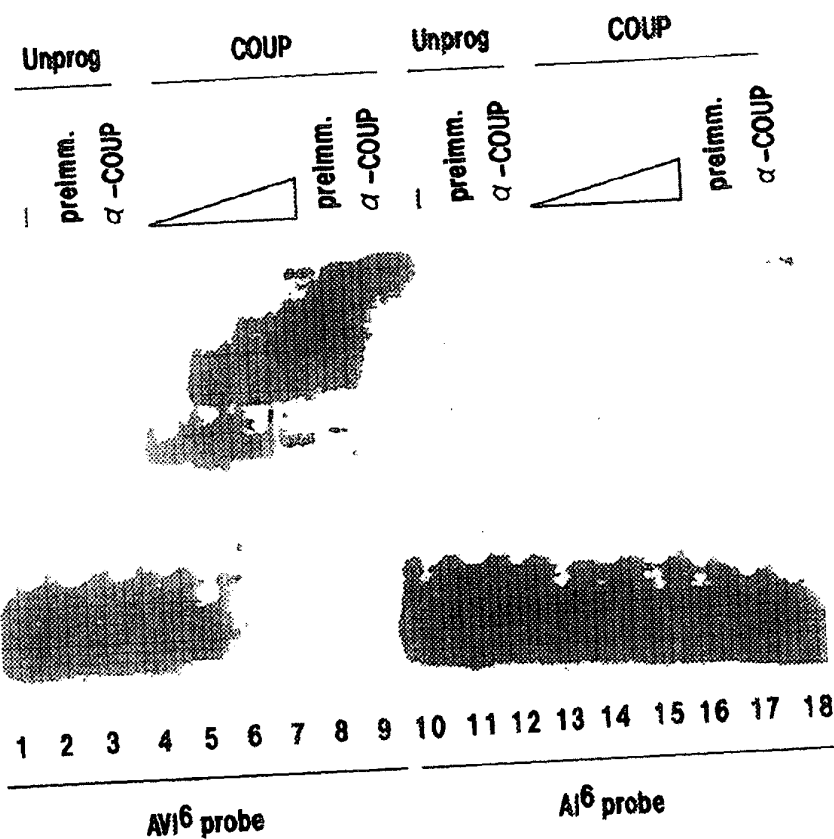 Unprog COUP Unprog COUP
– preimm. α-COUP preimm. α-COUP – preimm. α-COUP preimm. α-COUP
1 2 3 4 5 6 7 8 9 10 11 12 13 14 15 16 17 18
AVI6 probe AI6 probe